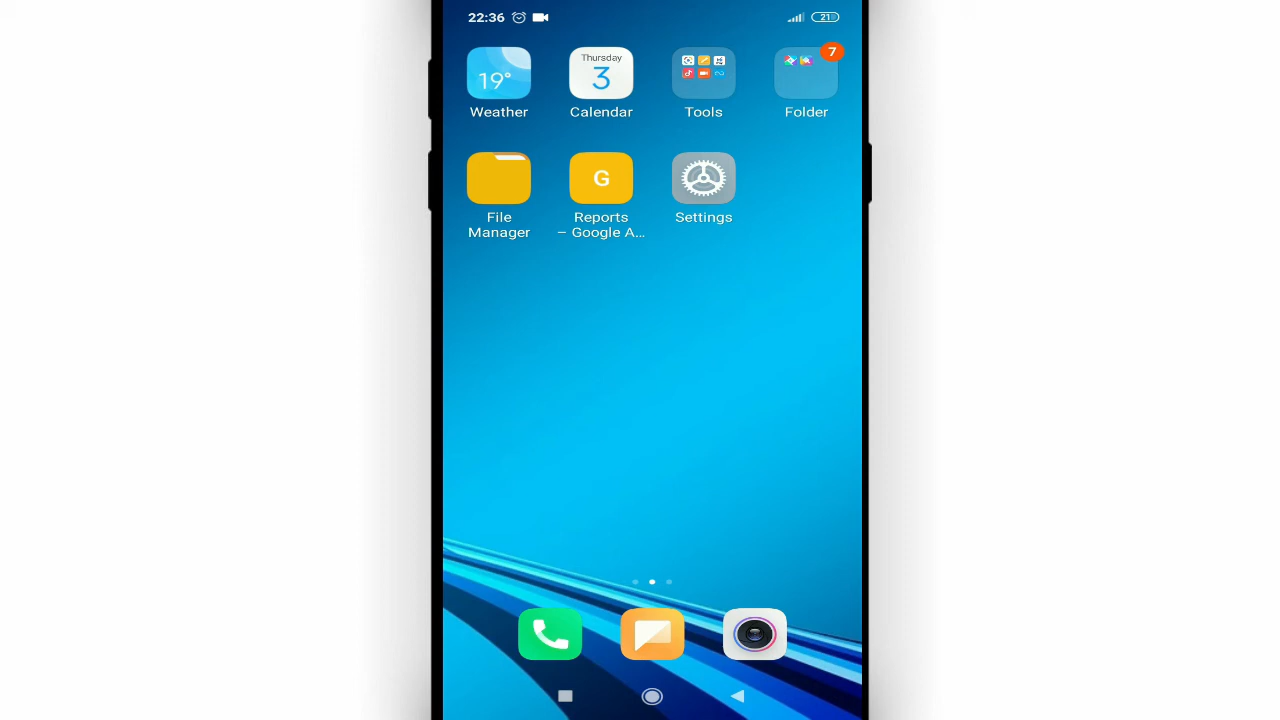 22:36
21
7
19°
Thursday
3
Weather
Calendar
Tools
Folder
G
File
Manager
Reports
– Google A...
Settings